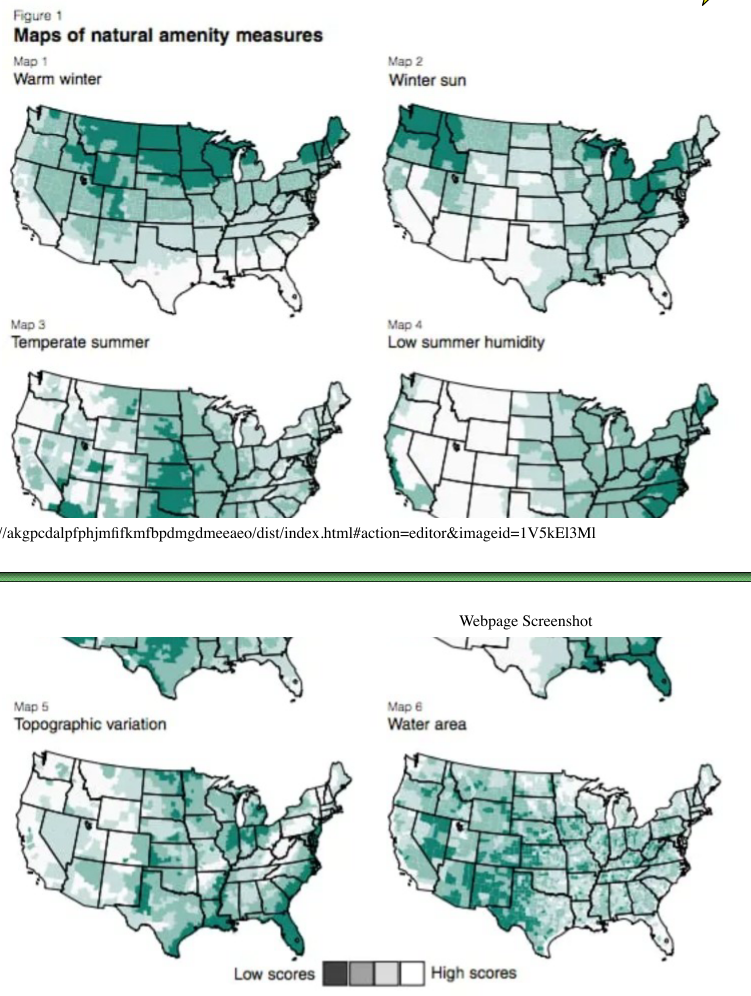 Figure 1
Maps of natural amenity measures
Map 1
Warm winter
Map 2
Winter sun
Map 3
Temperate summer
Map 4
Low summer humidity
//akgpcdalpfphjmfifkmfbpdmgdmeeaeo/dist/index.html#action=editor&imageid=1V5kEl3Ml
Webpage Screenshot
Map 5
Topographic variation
Map 6
Water area
Low scores
High scores